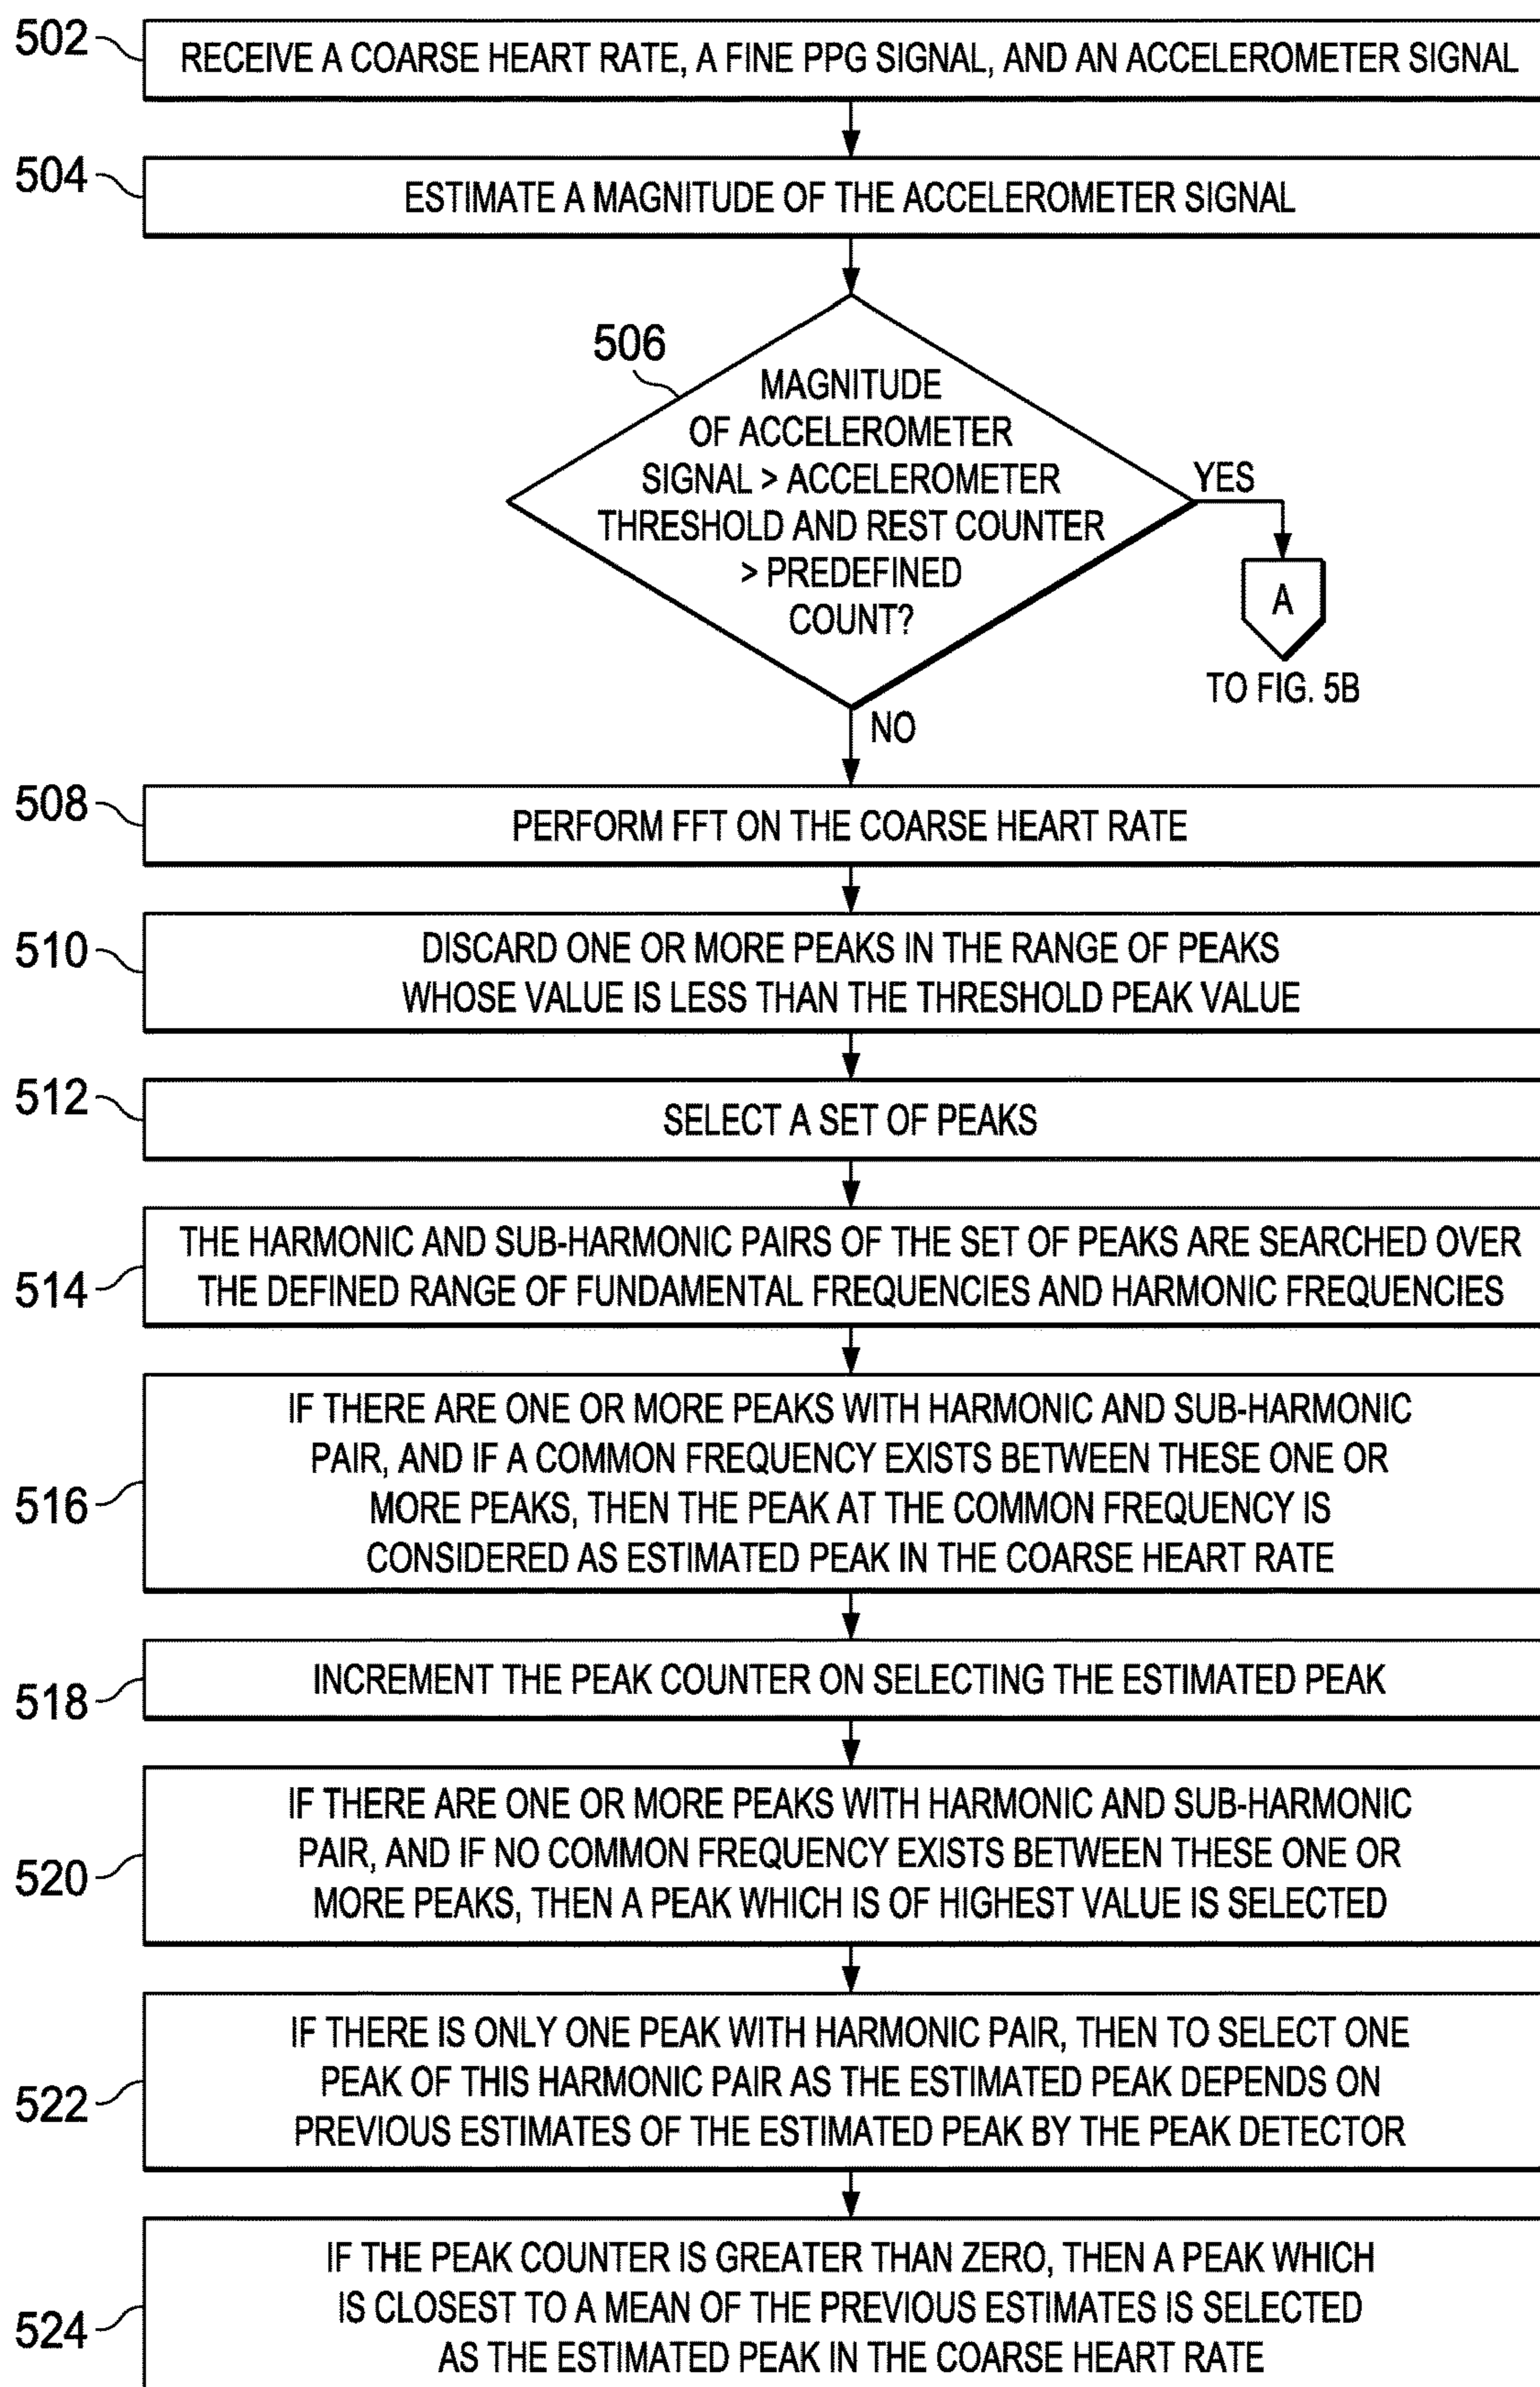 502
RECEIVE A COARSE HEART RATE, A FINE PPG SIGNAL, AND AN ACCELEROMETER SIGNAL
504
ESTIMATE A MAGNITUDE OF THE ACCELEROMETER SIGNAL
506
MAGNITUDE
OF ACCELEROMETER
SIGNAL > ACCELEROMETER
THRESHOLD AND REST COUNTER
> PREDEFINED
COUNT?
YES
A
TO FIG. 5B
NO
508
PERFORM FFT ON THE COARSE HEART RATE
510
DISCARD ONE OR MORE PEAKS IN THE RANGE OF PEAKS
WHOSE VALUE IS LESS THAN THE THRESHOLD PEAK VALUE
512
SELECT A SET OF PEAKS
514
THE HARMONIC AND SUB-HARMONIC PAIRS OF THE SET OF PEAKS ARE SEARCHED OVER
THE DEFINED RANGE OF FUNDAMENTAL FREQUENCIES AND HARMONIC FREQUENCIES
516
IF THERE ARE ONE OR MORE PEAKS WITH HARMONIC AND SUB-HARMONIC
PAIR, AND IF A COMMON FREQUENCY EXISTS BETWEEN THESE ONE OR
MORE PEAKS, THEN THE PEAK AT THE COMMON FREQUENCY IS
CONSIDERED AS ESTIMATED PEAK IN THE COARSE HEART RATE
518
INCREMENT THE PEAK COUNTER ON SELECTING THE ESTIMATED PEAK
520
IF THERE ARE ONE OR MORE PEAKS WITH HARMONIC AND SUB-HARMONIC
PAIR, AND IF NO COMMON FREQUENCY EXISTS BETWEEN THESE ONE OR
MORE PEAKS, THEN A PEAK WHICH IS OF HIGHEST VALUE IS SELECTED
522
IF THERE IS ONLY ONE PEAK WITH HARMONIC PAIR, THEN TO SELECT ONE
PEAK OF THIS HARMONIC PAIR AS THE ESTIMATED PEAK DEPENDS ON
PREVIOUS ESTIMATES OF THE ESTIMATED PEAK BY THE PEAK DETECTOR
524
IF THE PEAK COUNTER IS GREATER THAN ZERO, THEN A PEAK WHICH
IS CLOSEST TO A MEAN OF THE PREVIOUS ESTIMATES IS SELECTED
AS THE ESTIMATED PEAK IN THE COARSE HEART RATE